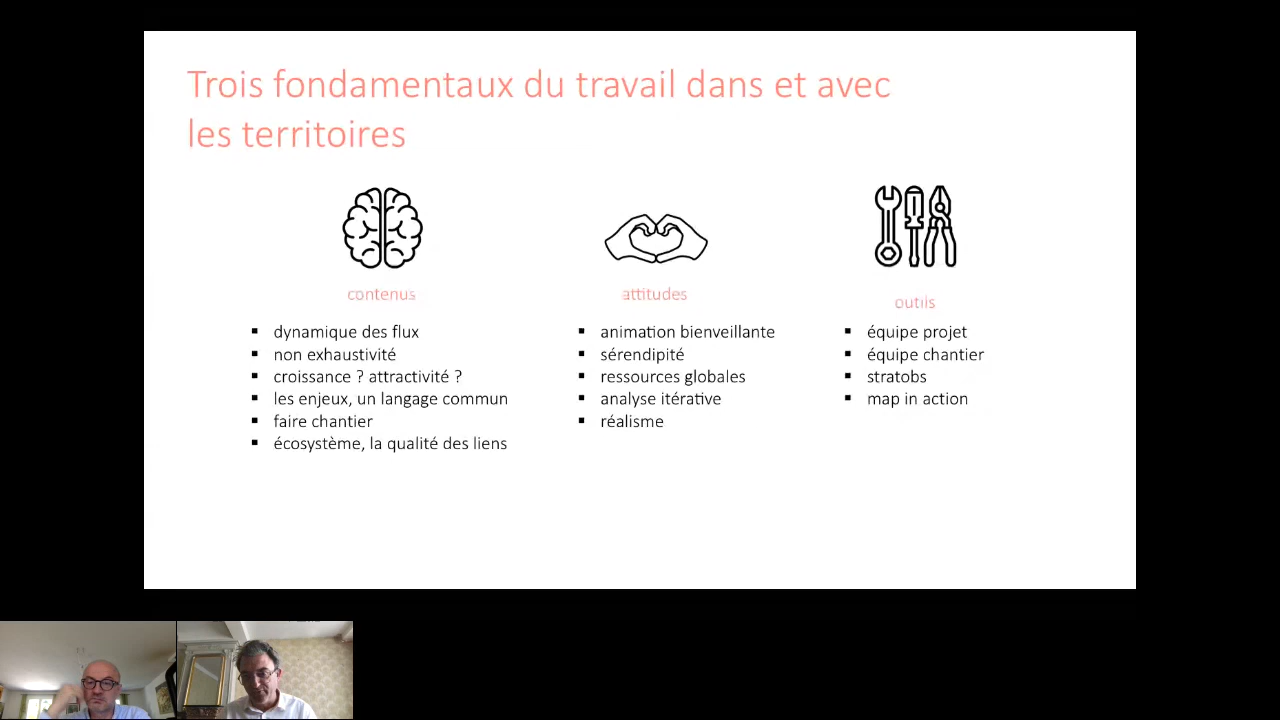 Trois fondamentaux du travail dans et avec
les territoires
contenus
▪ dynamique des flux
▪ non exhaustivité
▪ croissance ? attractivité ?
▪ les enjeux, un langage commun
▪ faire chantier
▪ écosystème, la qualité des liens
attitudes
▪ animation bienveillante
▪ sérendipité
▪ ressources globales
▪ analyse itérative
▪ réalisme
outils
▪ équipe projet
▪ équipe chantier
▪ stratobs
▪ map in action